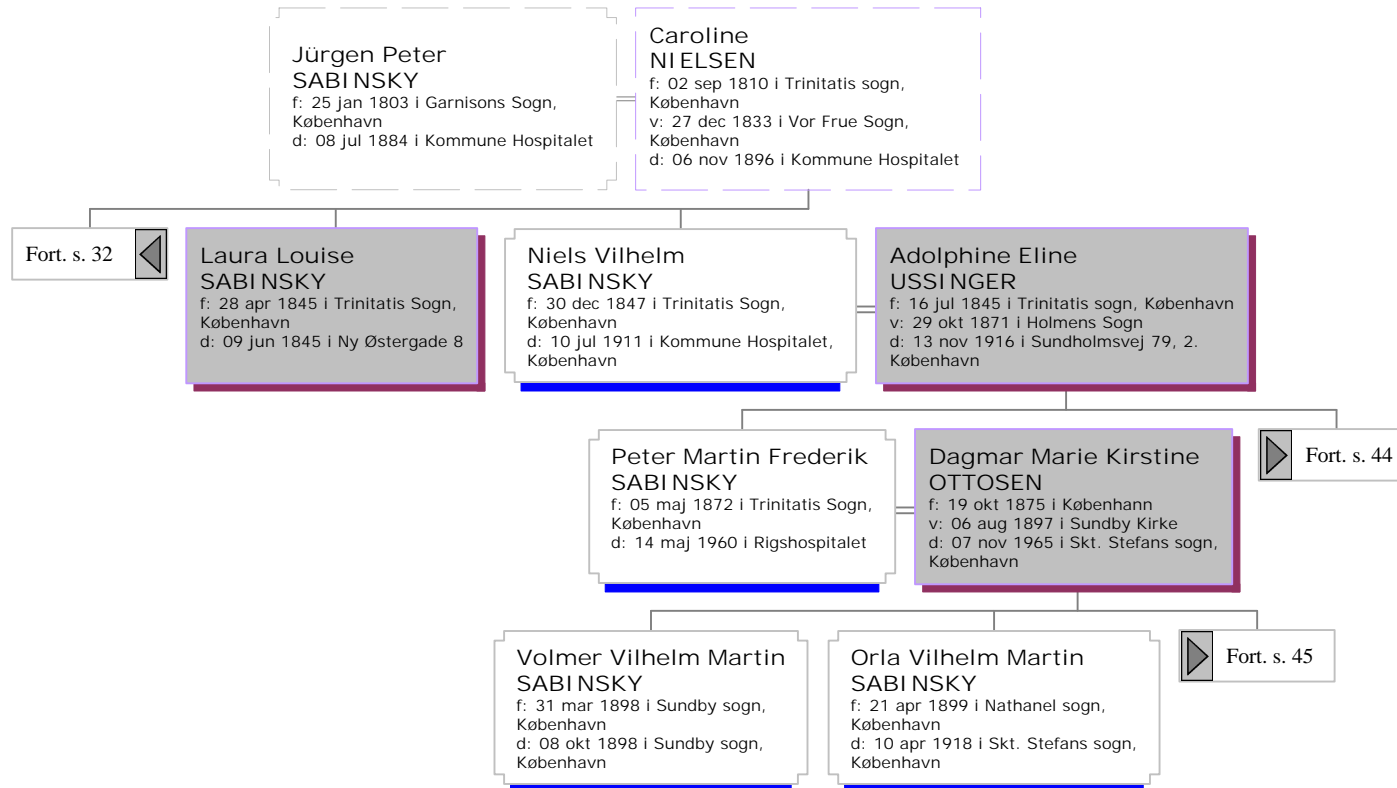 Jürgen Peter
SABINSKY
f: 25 jan 1803 i Garnisons Sogn,
København
d: 08 jul 1884 i Kommune Hospitalet
Caroline
NIELSEN
f: 02 sep 1810 i Trinitatis sogn,
København
v: 27 dec 1833 i Vor Frue Sogn,
København
d: 06 nov 1896 i Kommune Hospitalet
Fort. s. 32
Laura Louise
SABINSKY
f: 28 apr 1845 i Trinitatis Sogn,
København
d: 09 jun 1845 i Ny Østergade 8
Niels Vilhelm
SABINSKY
f: 30 dec 1847 i Trinitatis Sogn,
København
d: 10 jul 1911 i Kommune Hospitalet,
København
Adolphine Eline
USSINGER
f: 16 jul 1845 i Trinitatis sogn, København
v: 29 okt 1871 i Holmens Sogn
d: 13 nov 1916 i Sundholmsvej 79, 2.
København
Peter Martin Frederik
SABINSKY
f: 05 maj 1872 i Trinitatis Sogn,
København
d: 14 maj 1960 i Rigshospitalet
Dagmar Marie Kirstine
OTTOSEN
f: 19 okt 1875 i Københann
v: 06 aug 1897 i Sundby Kirke
d: 07 nov 1965 i Skt. Stefans sogn,
København
Fort. s. 44
Volmer Vilhelm Martin
SABINSKY
f: 31 mar 1898 i Sundby sogn,
København
d: 08 okt 1898 i Sundby sogn,
København
Orla Vilhelm Martin
SABINSKY
f: 21 apr 1899 i Nathanel sogn,
København
d: 10 apr 1918 i Skt. Stefans sogn,
København
Fort. s. 45